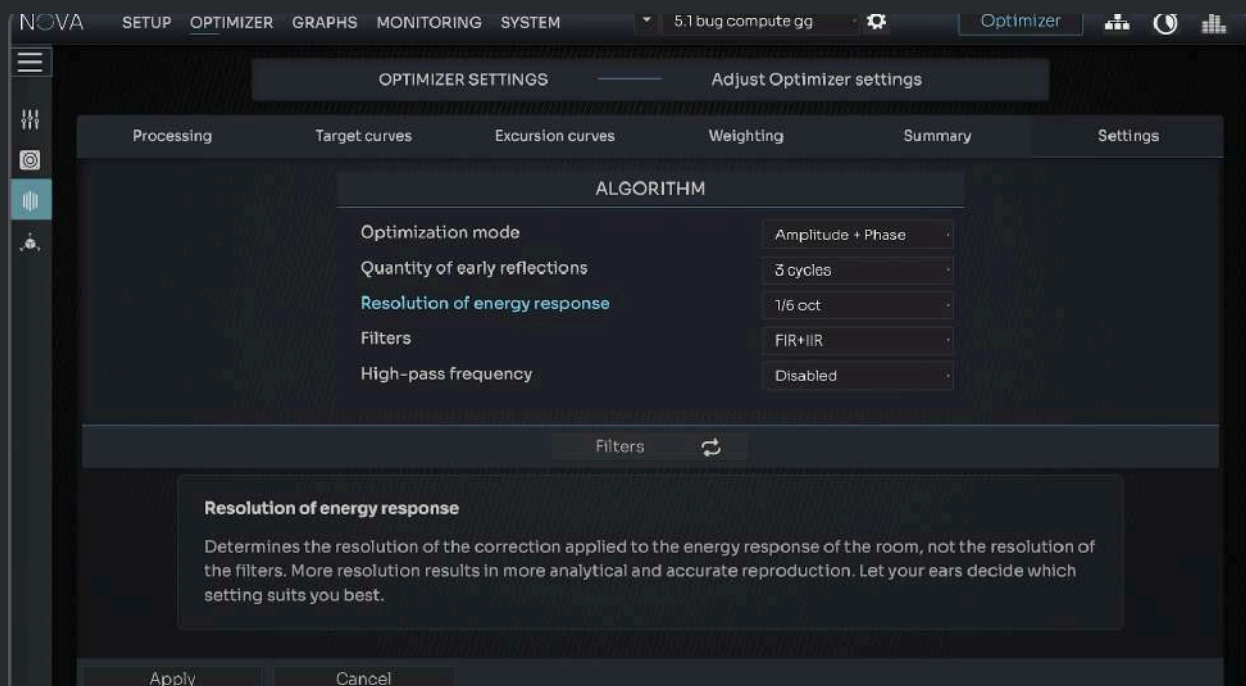 NOVA SETUP OPTIMIZER GRAPHS MONITORING SYSTEM 5.1 bug compute gg Optimizer
OPTIMIZER SETTINGS Adjust Optimizer settings
Processing Target curves Excursion curves Weighting Summary Settings
ALGORITHM
Optimization mode Amplitude + Phase
Quantity of early reflections 3 cycles
Resolution of energy response 1/6 oct
Filters FIR+IIR
High-pass frequency Disabled
Filters
Resolution of energy response
Determines the resolution of the correction applied to the energy response of the room, not the resolution of
the filters. More resolution results in more analytical and accurate reproduction. Let your ears decide which
setting suits you best.
Apply Cancel